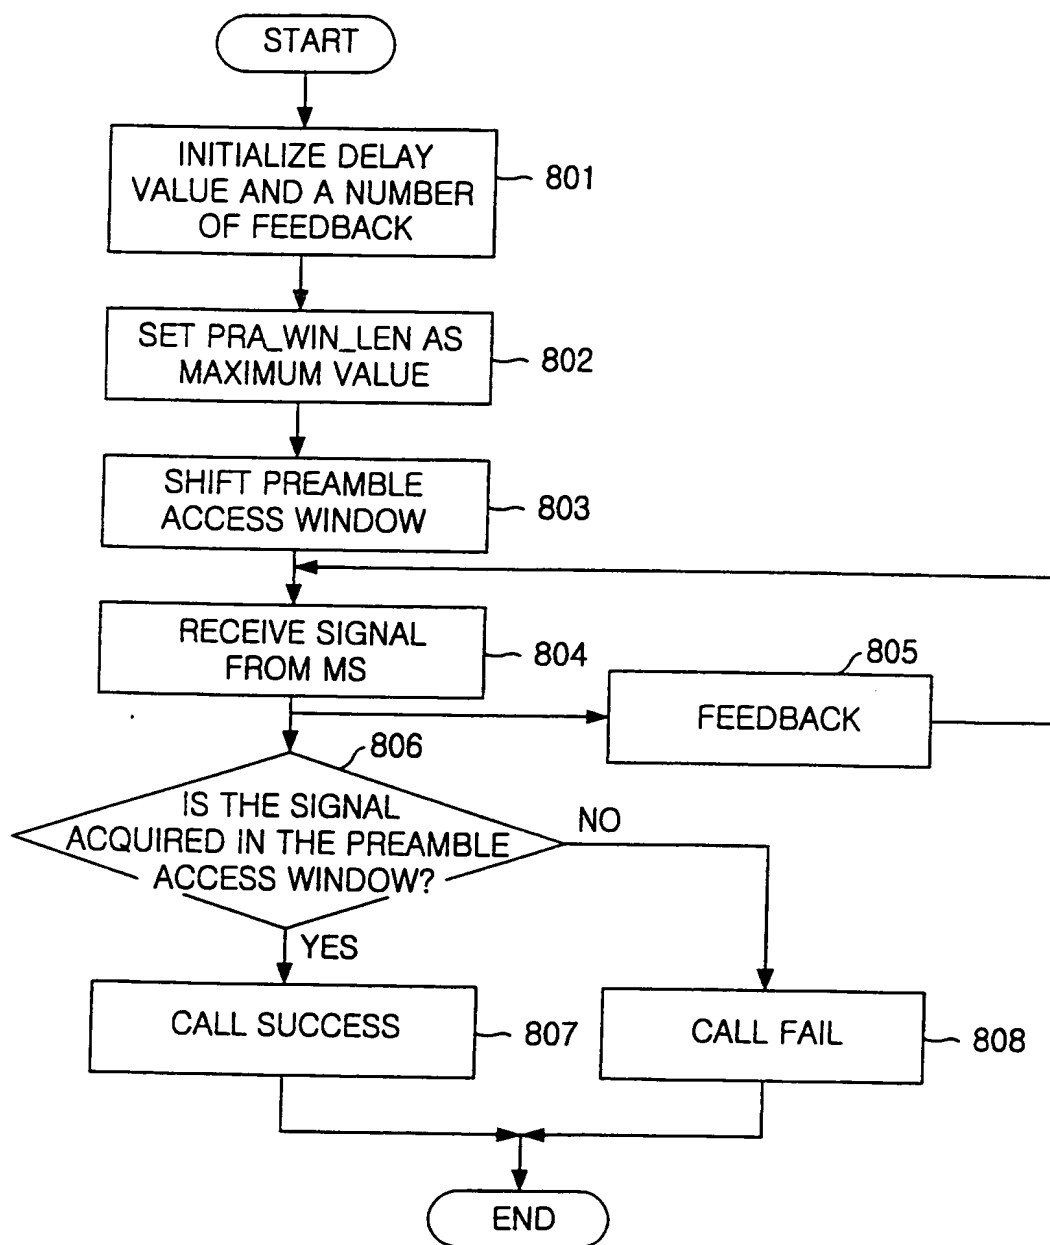 START
INITIALIZE DELAY
VALUE AND A NUMBER
OF FEEDBACK
801
SET PRA_WIN_LEN AS
MAXIMUM VALUE
802
SHIFT PREAMBLE
ACCESS WINDOW
803
RECEIVE SIGNAL
FROM MS
804
805
FEEDBACK
806
IS THE SIGNAL
ACQUIRED IN THE PREAMBLE
ACCESS WINDOW?
NO
YES
CALL SUCCESS
807
CALL FAIL
808
END